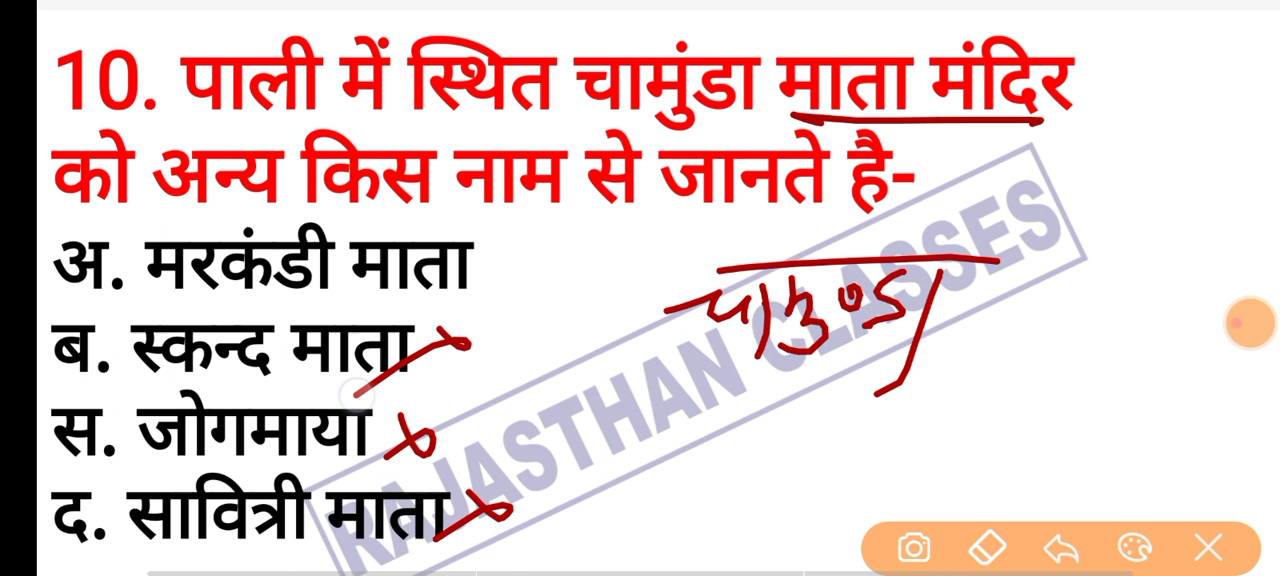 10. पाली में स्थित चामुंडा माता मंदिर
को अन्य किस नाम से जानते है-
अ. मरकंडी माता
ब. स्कन्द माता
स. जोगमाया
द. सावित्री माता
RAJASTHAN CLASSES